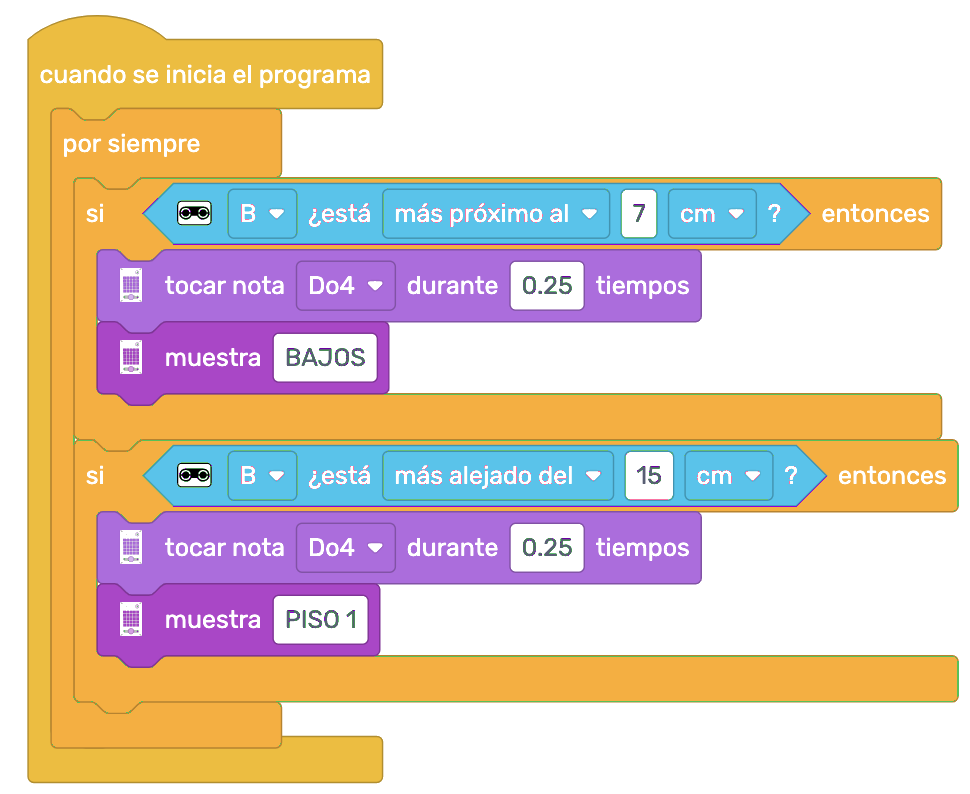 cuando se inicia el programa
por siempre
si B ¿está más próximo al 7 cm ? entonces
tocar nota Do4 durante 0.25 tiempos
muestra BAJOS
si B ¿está más alejado del 15 cm ? entonces
tocar nota Do4 durante 0.25 tiempos
muestra PISO 1